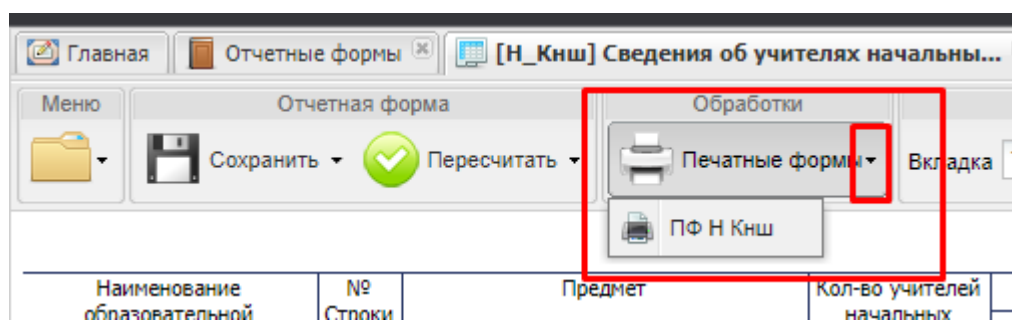 Главная Отчетные формы [Н_Кнш] Сведения об учителях начальны...
Меню Отчетная форма Обработки
Сохранить Пересчитать Печатные формы Вкладка
ПФ Н Кнш
Наименование № Предмет Кол-во учителей
образовательной Строки начальных